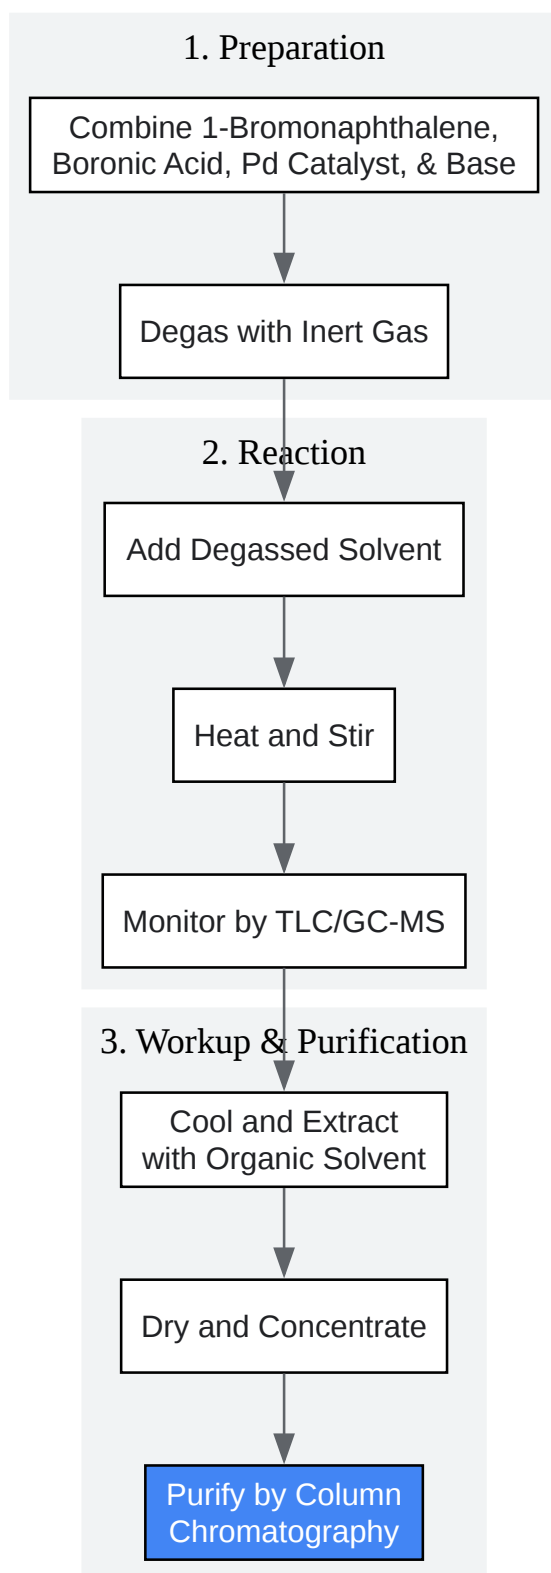 1. Preparation
Combine 1-Bromonaphthalene,
Boronic Acid, Pd Catalyst, & Base
Degas with Inert Gas
2. Reaction
Add Degassed Solvent
Heat and Stir
Monitor by TLC/GC-MS
3. Workup & Purification
Cool and Extract
with Organic Solvent
Dry and Concentrate
Purify by Column
Chromatography